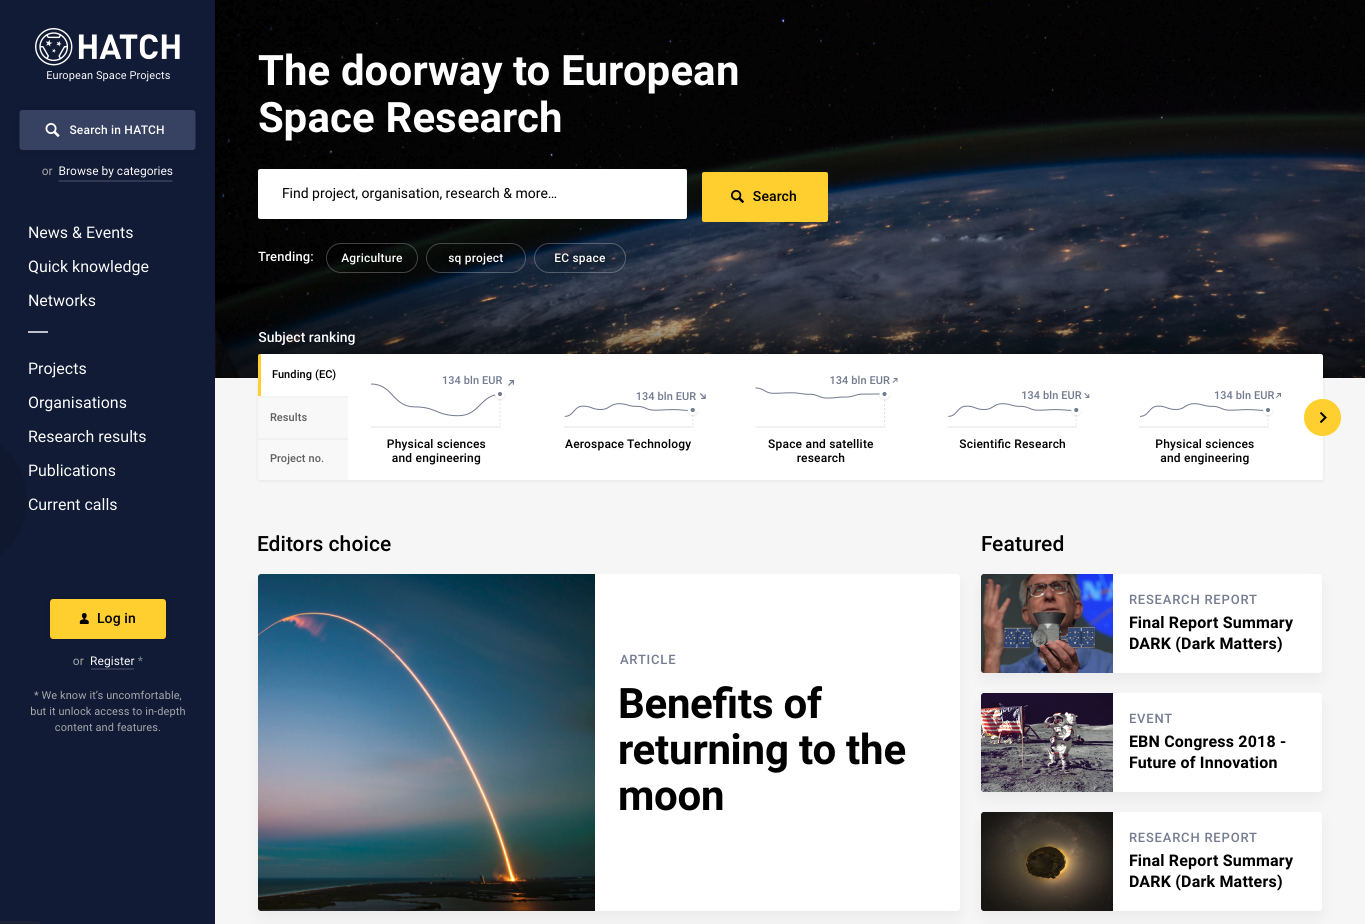 HATCH
European Space Projects
Search in HATCH
or Browse by categories
News & Events
Quick knowledge
Networks
Projects
Organisations
Research results
Publications
Current calls
Log in
or Register *
* We know it's uncomfortable,
but it unlock access to in-depth
content and features.
The doorway to European
Space Research
Find project, organisation, research & more...
Search
Trending:
Agriculture
sq project
EC space
Subject ranking
Funding (EC)
Results
Project no.
134 bln EUR
Physical sciences
and engineering
134 bln EUR
Aerospace Technology
134 bln EUR
Space and satellite
research
134 bln EUR
Scientific Research
134 bln EUR
Physical sciences
and engineering
Editors choice
ARTICLE
Benefits of
returning to the
moon
Featured
RESEARCH REPORT
Final Report Summary
DARK (Dark Matters)
EVENT
EBN Congress 2018 -
Future of Innovation
RESEARCH REPORT
Final Report Summary
DARK (Dark Matters)